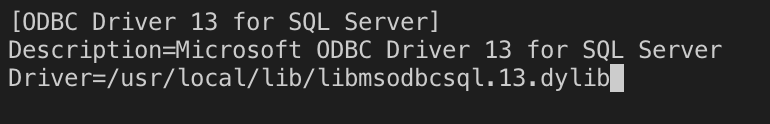 [ODBC Driver 13 for SQL Server]
Description=Microsoft ODBC Driver 13 for SQL Server
Driver=/usr/local/lib/libmsodbcsql.13.dylib